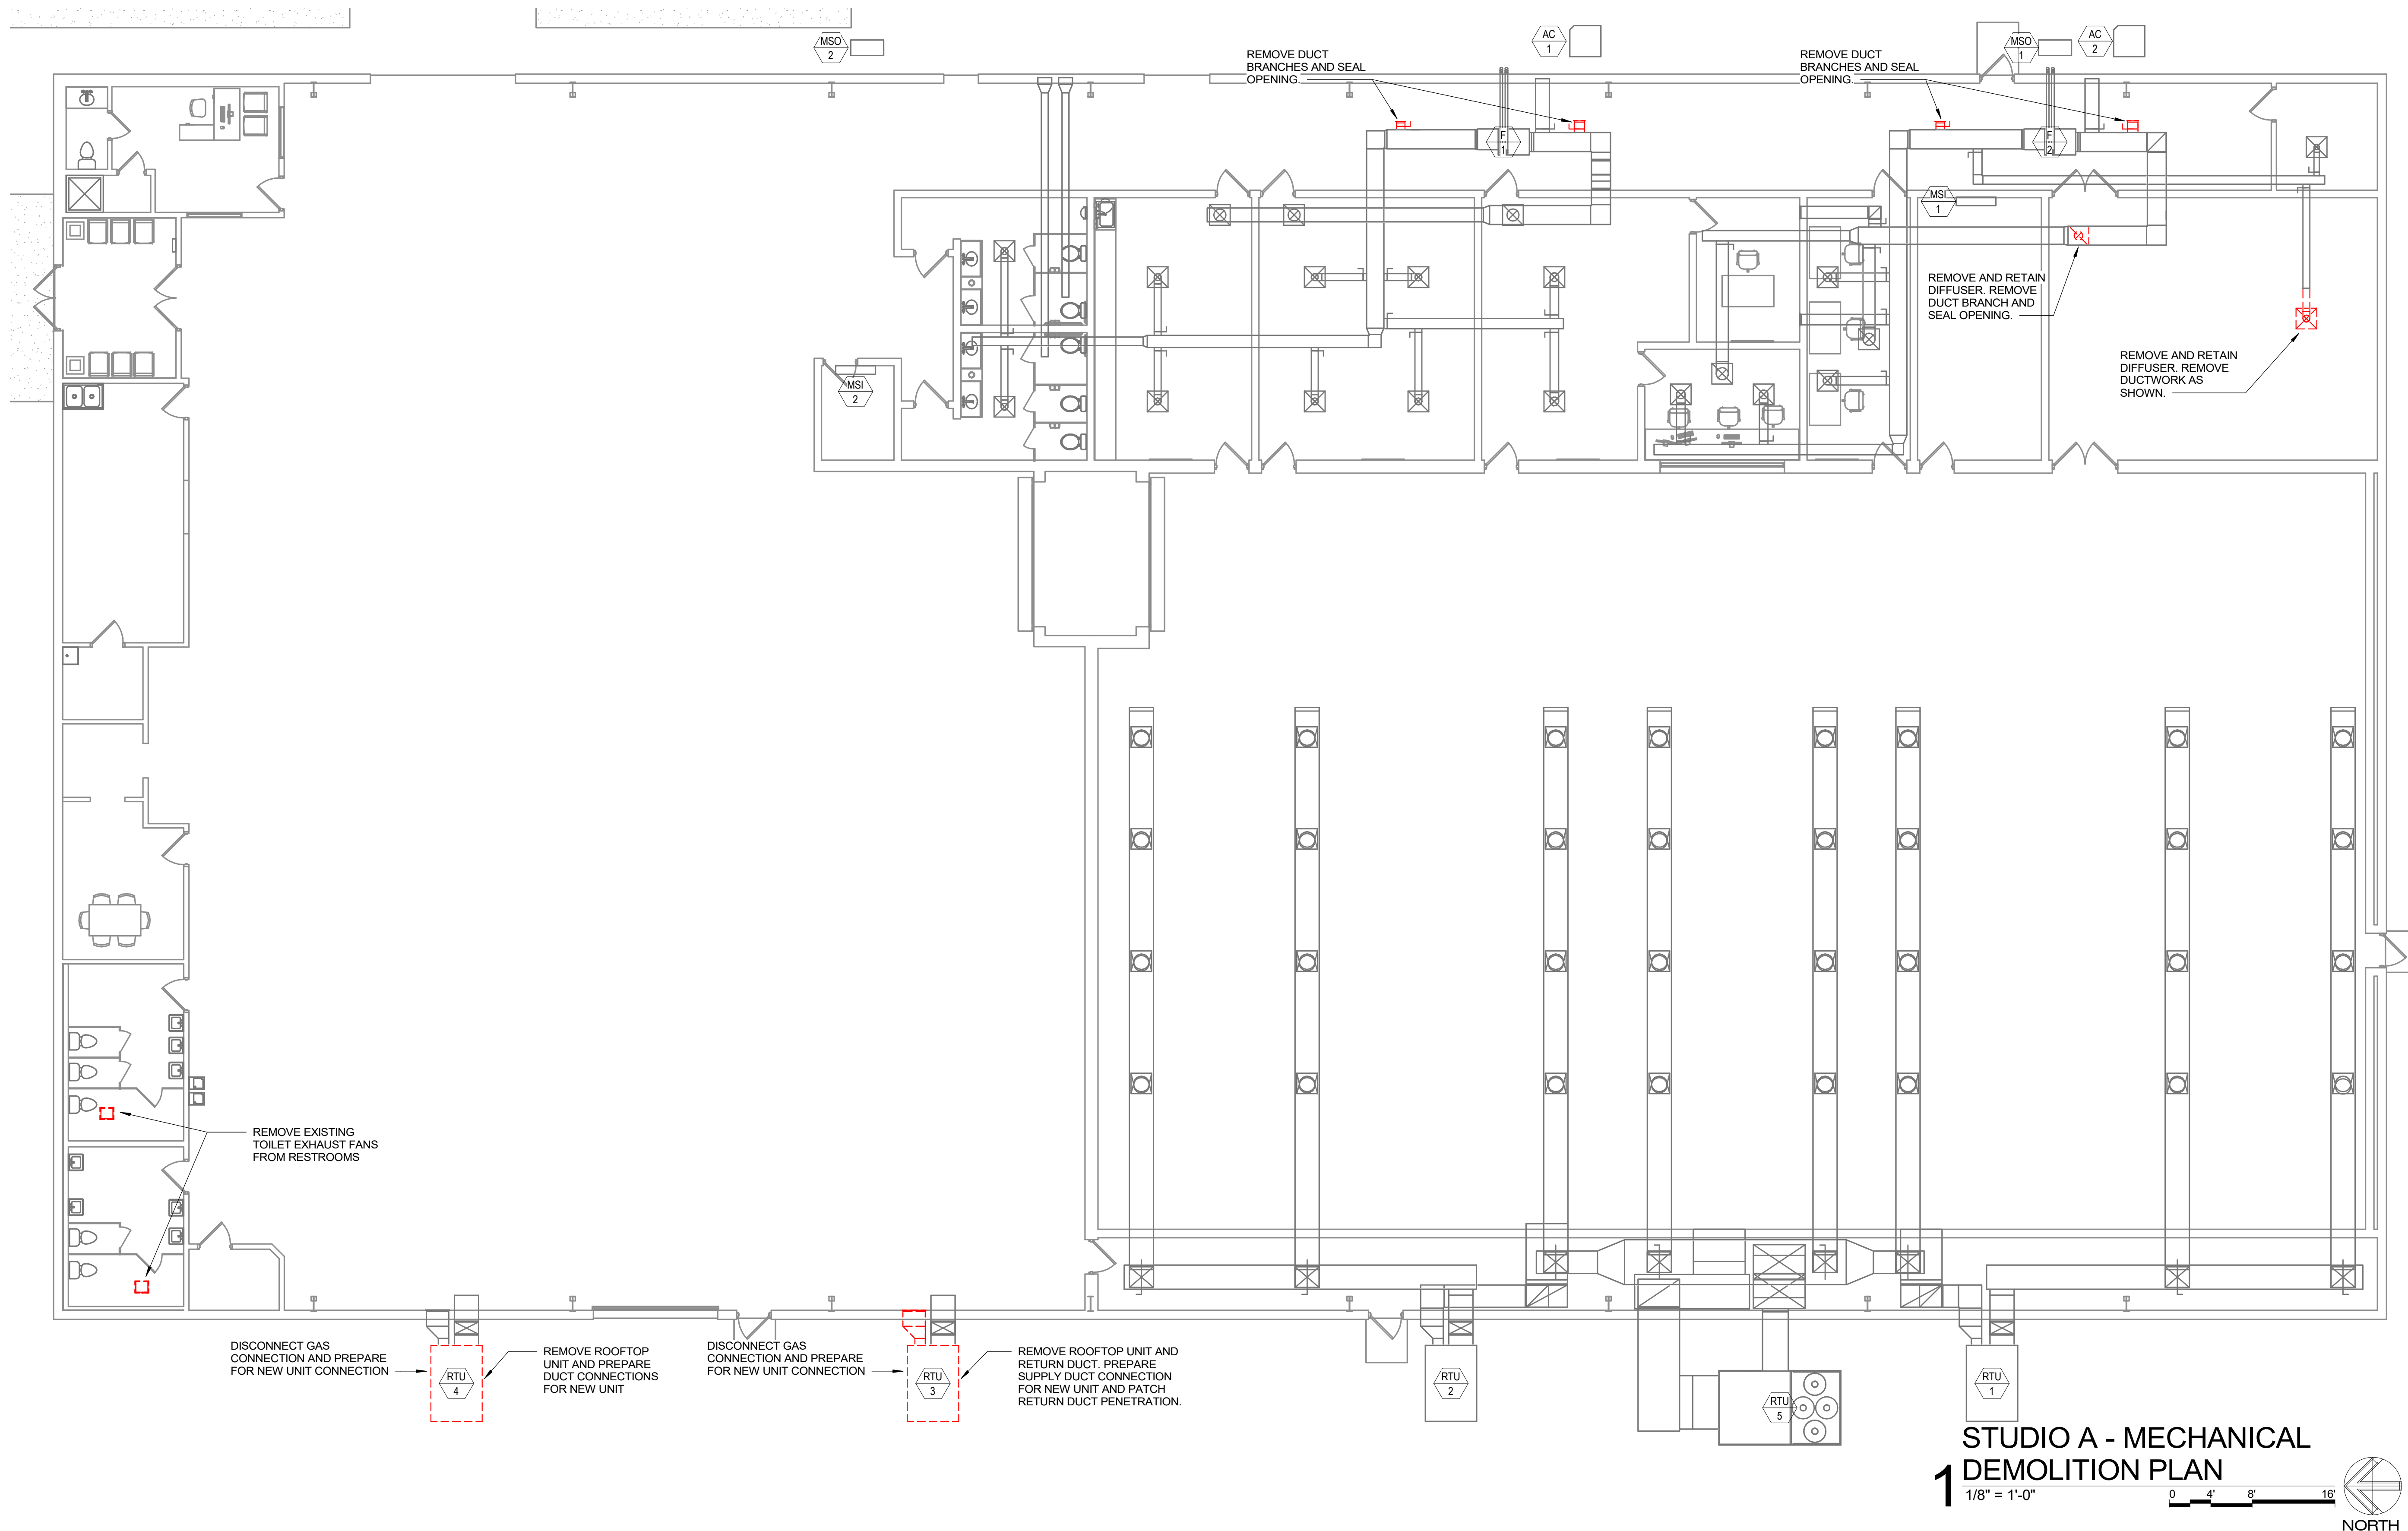 MSO
2
REMOVE DUCT
BRANCHES AND SEAL
OPENING.
AC
1
REMOVE DUCT
BRANCHES AND SEAL
OPENING.
MSO
1
AC
2
F
1
F
2
MSI
1
REMOVE AND RETAIN
DIFFUSER. REMOVE
DUCT BRANCH AND
SEAL OPENING.
REMOVE AND RETAIN
DIFFUSER. REMOVE
DUCTWORK AS
SHOWN.
MSI
2
REMOVE EXISTING
TOILET EXHAUST FANS
FROM RESTROOMS
DISCONNECT GAS
CONNECTION AND PREPARE
FOR NEW UNIT CONNECTION
RTU
4
REMOVE ROOFTOP
UNIT AND PREPARE
DUCT CONNECTIONS
FOR NEW UNIT
DISCONNECT GAS
CONNECTION AND PREPARE
FOR NEW UNIT CONNECTION
RTU
3
REMOVE ROOFTOP UNIT AND
RETURN DUCT. PREPARE
SUPPLY DUCT CONNECTION
FOR NEW UNIT AND PATCH
RETURN DUCT PENETRATION.
RTU
2
RTU
5
RTU
1
1
STUDIO A - MECHANICAL
DEMOLITION PLAN
1/8" = 1'-0"
0 4' 8' 16'
NORTH